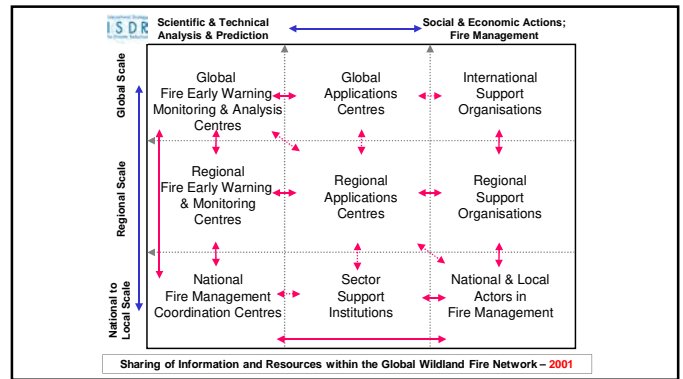 Scientific & Technical
Analysis & Prediction
Social & Economic Actions;
Fire Management
ISDR
Global Scale
Regional Scale
National to
Local Scale
Global
Fire Early Warning
Monitoring & Analysis
Centres
Global
Applications
Centres
International
Support
Organisations
Regional
Fire Early Warning
& Monitoring
Centres
Regional
Applications
Centres
Regional
Support
Organisations
National
Fire Management
Coordination Centres
Sector
Support
Institutions
National & Local
Actors in
Fire Management
Sharing of Information and Resources within the Global Wildland Fire Network – 2001